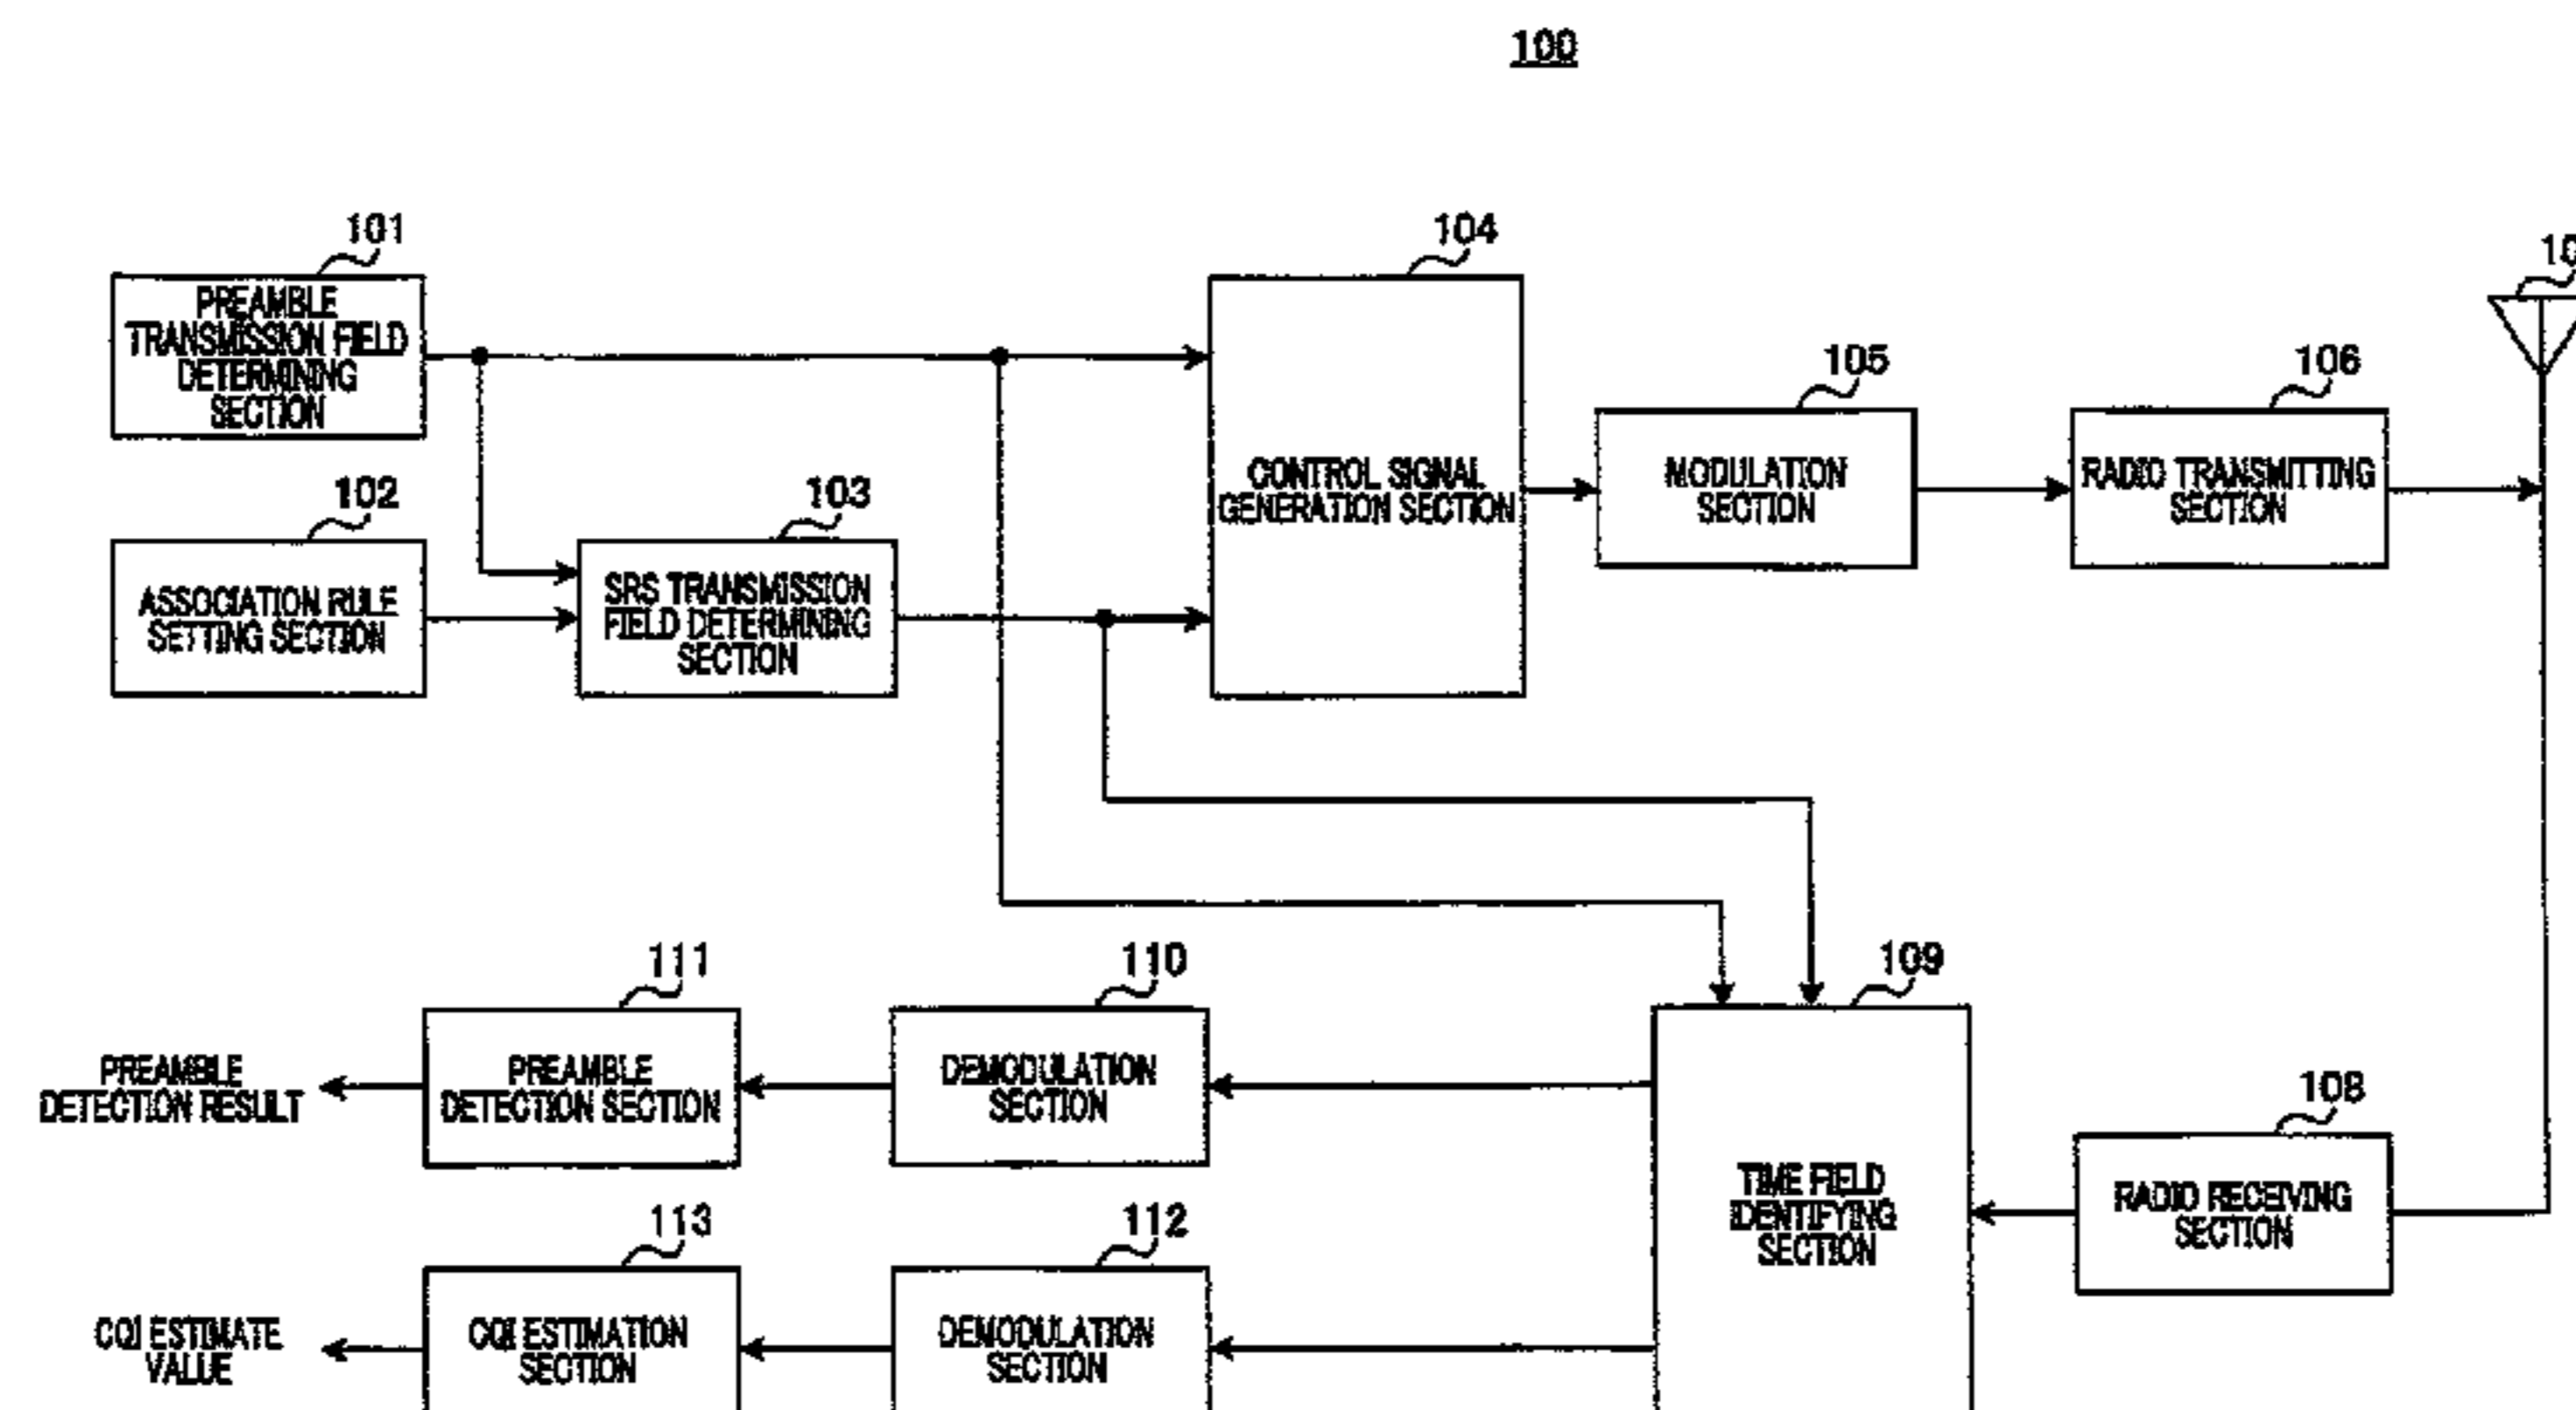 100
101
PREAMBLE
TRANSMISSION FIELD
DETERMINING
SECTION
102
ASSOCIATION RULE
SETTING SECTION
103
SRS TRANSMISSION
FIELD DETERMINING
SECTION
104
CONTROL SIGNAL
GENERATION SECTION
105
MODULATION
SECTION
106
RADIO TRANSMITTING
SECTION
111
PREAMBLE
DETECTION SECTION
PREAMBLE
DETECTION RESULT
110
DEMODULATION
SECTION
109
TIME FIELD
IDENTIFYING
SECTION
108
RADIO RECEIVING
SECTION
113
CQI ESTIMATION
SECTION
CQI ESTIMATE
VALUE
112
DEMODULATION
SECTION